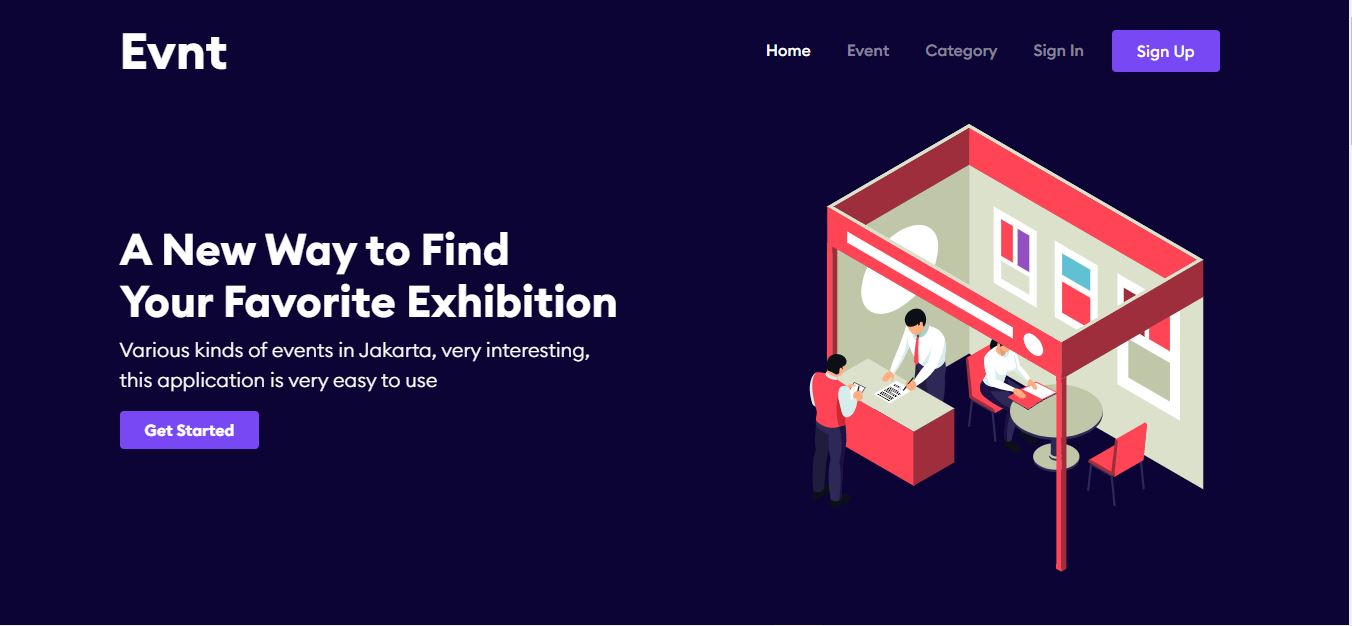 Evnt
Home Event Category Sign In Sign Up
A New Way to Find
Your Favorite Exhibition
Various kinds of events in Jakarta, very interesting,
this application is very easy to use
Get Started